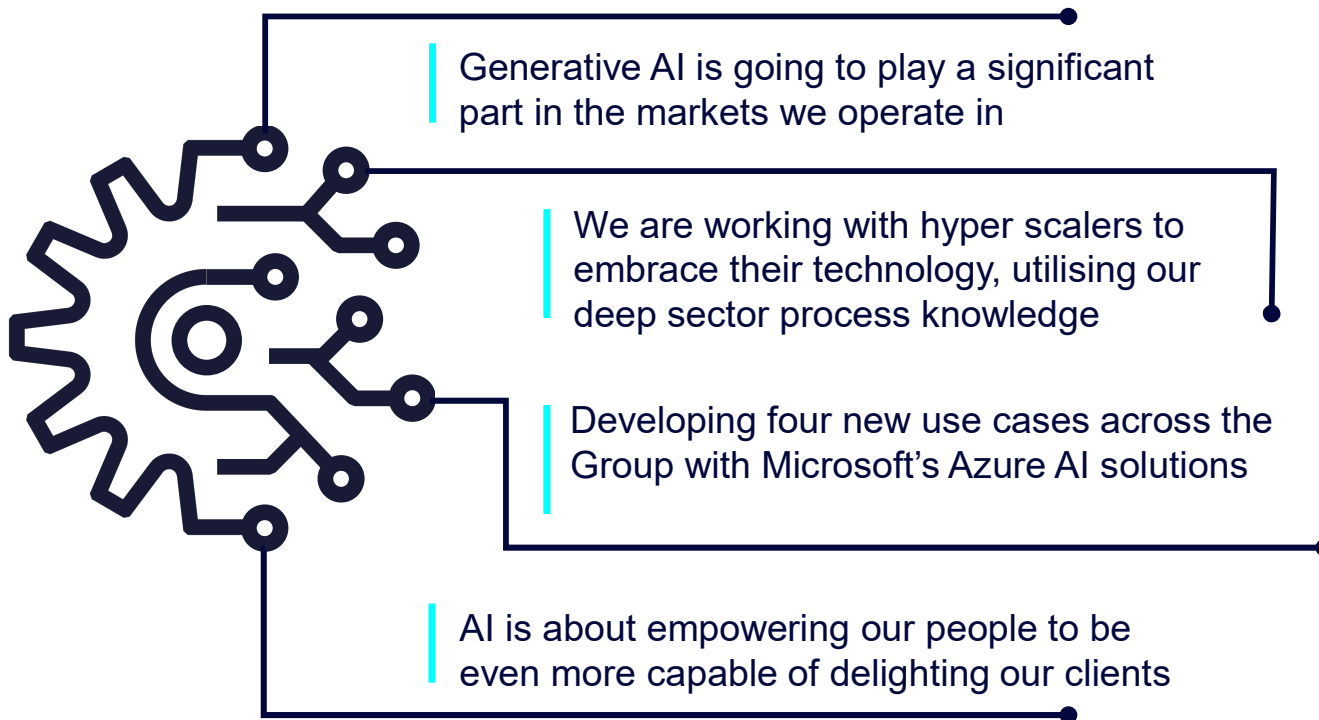 Generative AI is going to play a significant
part in the markets we operate in
We are working with hyper scalers to
embrace their technology, utilising our
deep sector process knowledge
Developing four new use cases across the
Group with Microsoft’s Azure AI solutions
AI is about empowering our people to be
even more capable of delighting our clients